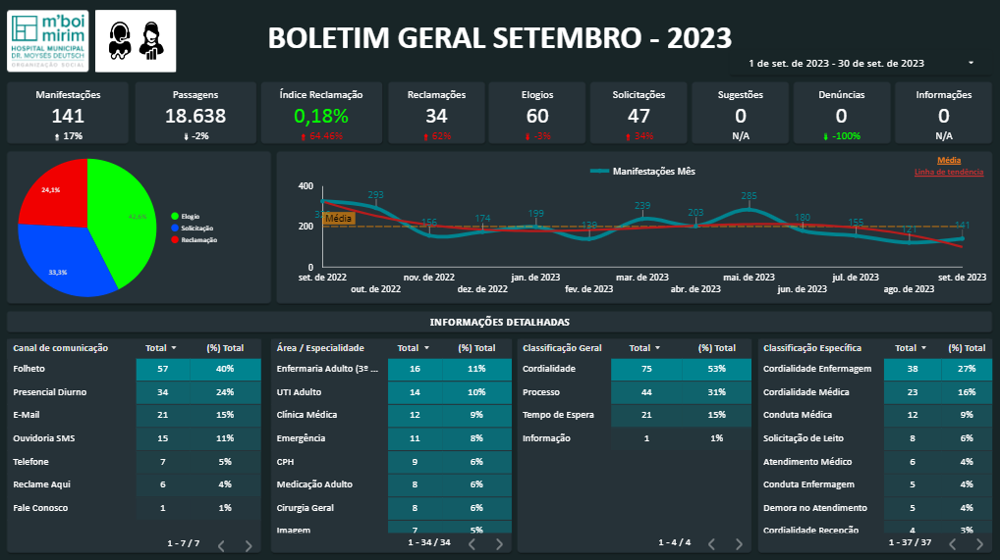 m'boi
mirim
HOSPITAL MUNICIPAL
DR. MOYSÉS DEUTSCH
ORGANIZAÇÃO SOCIAL
BOLETIM GERAL SETEMBRO - 2023
1 de set. de 2023 - 30 de set. de 2023
Manifestações Passagens Índice Reclamação Reclamações Elogios Solicitações Sugestões Denúncias Informações
141 18.638 0,18% 34 60 47 0 0 0
17% -2% 64.46% 62% -3% 34% N/A -100% N/A
24,1%
42,6%
33,3%
Elogio
Solicitação
Reclamação
Média
Linha de tendência
Manifestações Mês
400
200
0
Média
293 156 174 199 139 239 203 285 180 155 121 141
set. de 2022 nov. de 2022 jan. de 2023 mar. de 2023 mai. de 2023 jul. de 2023 set. de 2023
out. de 2022 dez. de 2022 fev. de 2023 abr. de 2023 jun. de 2023 ago. de 2023
INFORMAÇÕES DETALHADAS
Canal de comunicação Total (%) Total
Folheto 57 40%
Presencial Diurno 34 24%
E-Mail 21 15%
Ouvidoria SMS 15 11%
Telefone 7 5%
Reclame Aqui 6 4%
Fale Conosco 1 1%
1 - 7 / 7
Área / Especialidade Total (%) Total
Enfermaria Adulto (3º ... 16 11%
UTI Adulto 14 10%
Clínica Médica 12 9%
Emergência 11 8%
CPH 9 6%
Medicação Adulto 8 6%
Cirurgia Geral 8 6%
Imagem 7 5%
1 - 34 / 34
Classificação Geral Total (%) Total
Cordialidade 75 53%
Processo 44 31%
Tempo de Espera 21 15%
Informação 1 1%
1 - 4 / 4
Classificação Específica Total (%) Total
Cordialidade Enfermagem 38 27%
Cordialidade Médica 23 16%
Conduta Médica 12 9%
Solicitação de Leito 8 6%
Atendimento Médico 6 4%
Conduta Enfermagem 5 4%
Demora no Atendimento 5 4%
Cordialidade Recepção 4 3%
1 - 37 / 37